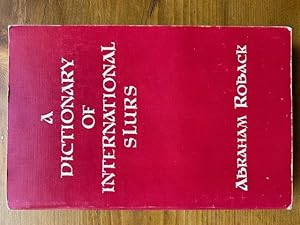 A
DICTIONARY
OF
INTERNATIONAL
SLURS
ABRAHAM ROBACK